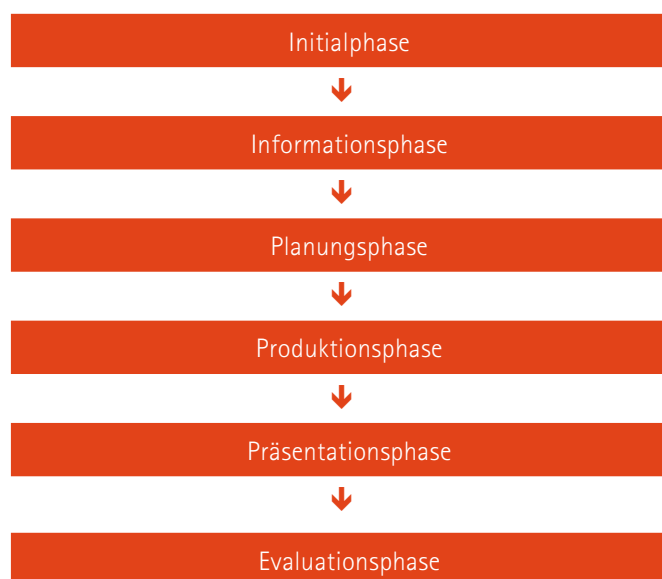 Initialphase
Informationsphase
Planungsphase
Produktionsphase
Präsentationsphase
Evaluationsphase